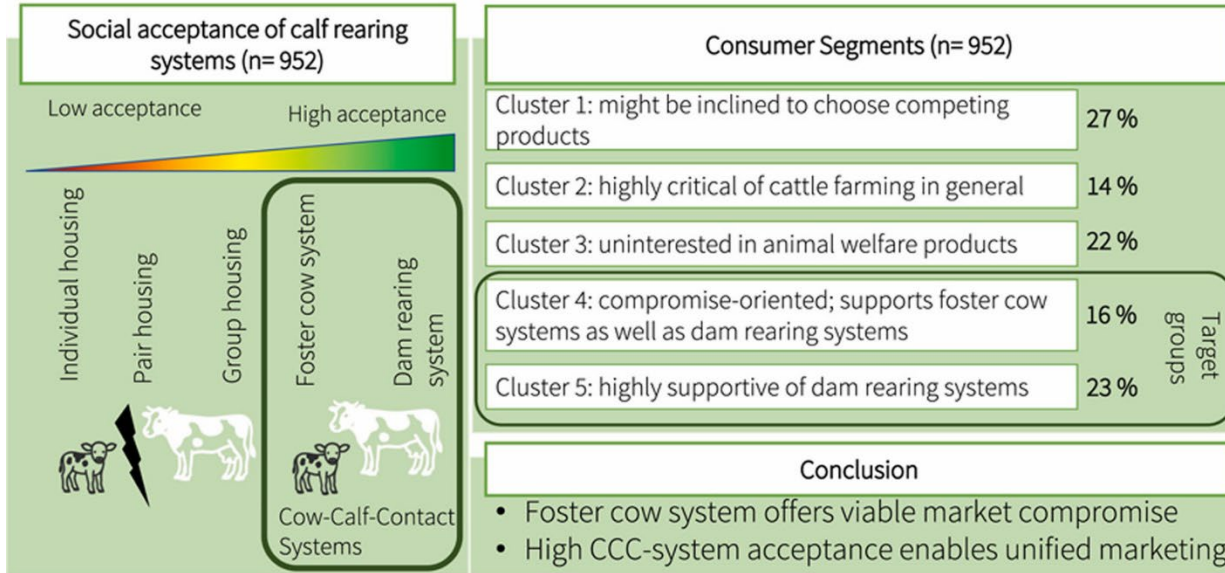 Social acceptance of calf rearing
systems (n= 952)
Low acceptance
High acceptance
Individual housing
Pair housing
Group housing
Foster cow system
Dam rearing
system
Cow-Calf-Contact
Systems
Consumer Segments (n= 952)
Cluster 1: might be inclined to choose competing
products
27 %
Cluster 2: highly critical of cattle farming in general
14 %
Cluster 3: uninterested in animal welfare products
22 %
Cluster 4: compromise-oriented; supports foster cow
systems as well as dam rearing systems
16 %
Cluster 5: highly supportive of dam rearing systems
23 %
Target
groups
Conclusion
• Foster cow system offers viable market compromise
• High CCC-system acceptance enables unified marketing